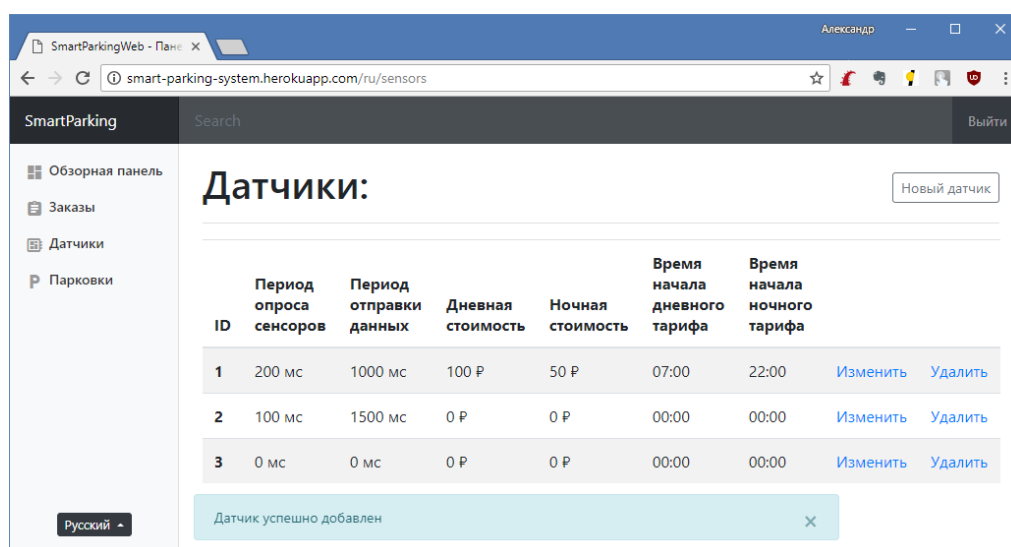 Александр
SmartParkingWeb - Пане
smart-parking-system.herokuapp.com/ru/sensors
SmartParking
Search
Выйти
Обзорная панель
Заказы
Датчики
Парковки
Русский
Датчики:
Новый датчик
ID Период опроса сенсоров Период отправки данных Дневная стоимость Ночная стоимость Время начала дневного тарифа Время начала ночного тарифа
1 200 мс 1000 мс 100 ₽ 50 ₽ 07:00 22:00 Изменить Удалить
2 100 мс 1500 мс 0 ₽ 0 ₽ 00:00 00:00 Изменить Удалить
3 0 мс 0 мс 0 ₽ 0 ₽ 00:00 00:00 Изменить Удалить
Датчик успешно добавлен